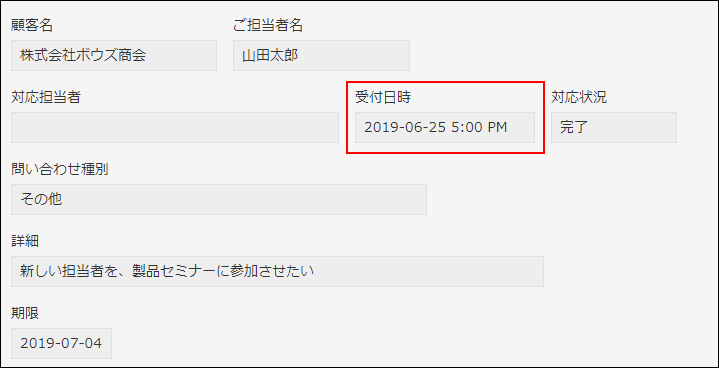 顧客名 ご担当者名
株式会社ボウズ商会 山田太郎
対応担当者 受付日時 対応状況
2019-06-25 5:00 PM 完了
問い合わせ種別
その他
詳細
新しい担当者を、製品セミナーに参加させたい
期限
2019-07-04